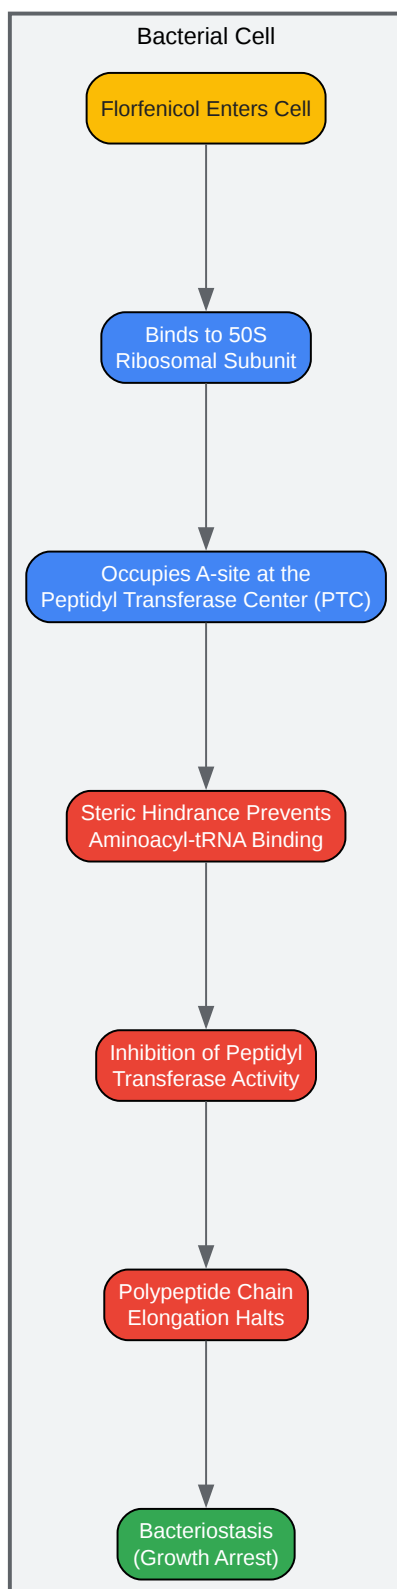 Bacterial Cell
Florfenicol Enters Cell
Binds to 50S
Ribosomal Subunit
Occupies A-site at the
Peptidyl Transferase Center (PTC)
Steric Hindrance Prevents
Aminoacyl-tRNA Binding
Inhibition of Peptidyl
Transferase Activity
Polypeptide Chain
Elongation Halts
Bacteriostasis
(Growth Arrest)